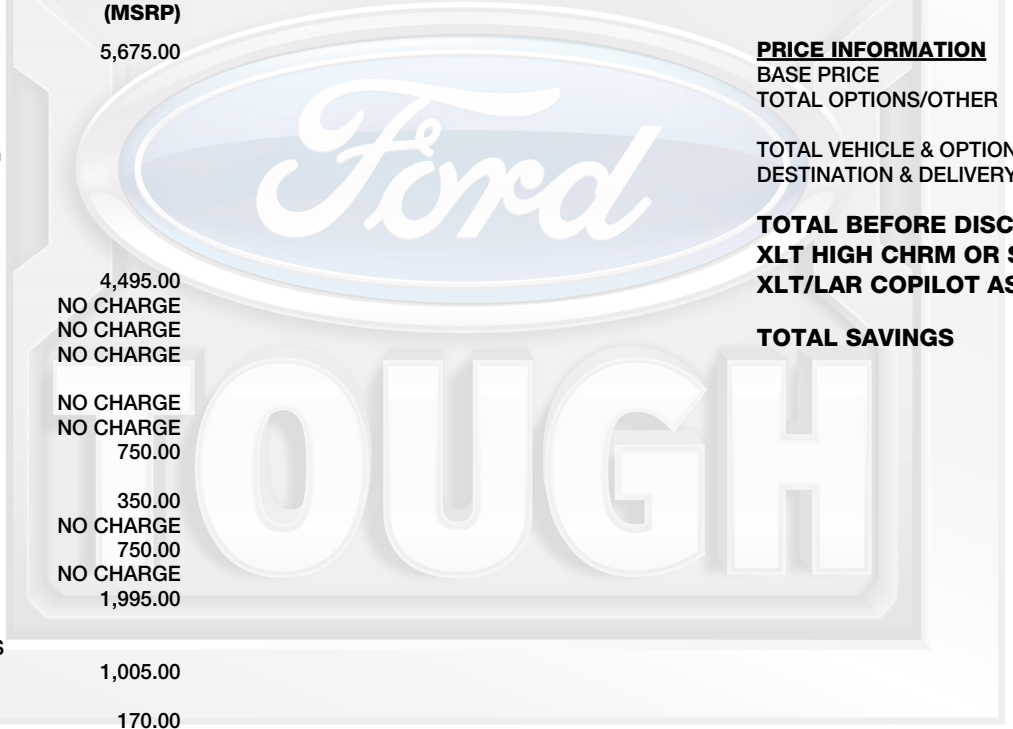 (MSRP)
5,675.00
4,495.00
NO CHARGE
NO CHARGE
NO CHARGE
NO CHARGE
NO CHARGE
750.00
350.00
NO CHARGE
750.00
NO CHARGE
1,995.00
1,005.00
170.00
PRICE INFORMATION
BASE PRICE
TOTAL OPTIONS/OTHER
TOTAL VEHICLE & OPTION
DESTINATION & DELIVERY
TOTAL BEFORE DISC
XLT HIGH CHRM OR S
XLT/LAR COPILOT AS
TOTAL SAVINGS
Ford
TOUGH